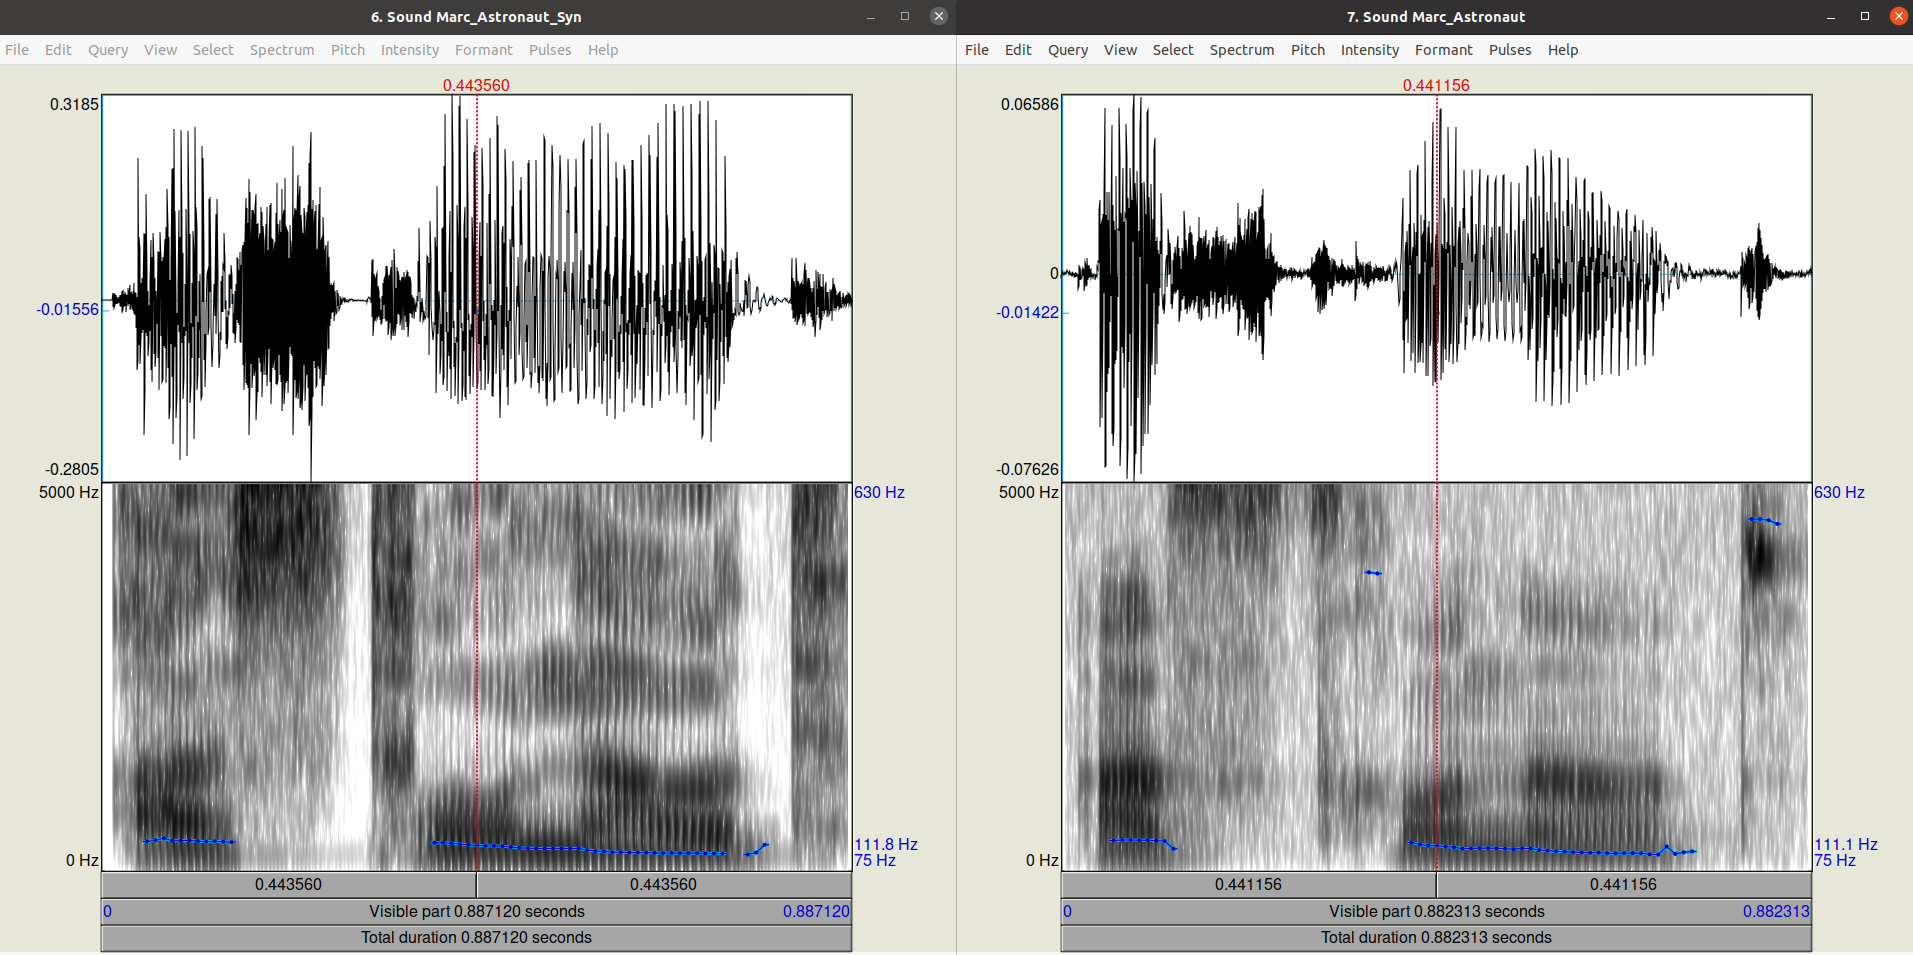 6. Sound Marc_Astronaut_Syn
File Edit Query View Select Spectrum Pitch Intensity Formant Pulses Help
0.443560
0.3185
-0.01556
-0.2805
5000 Hz
630 Hz
111.8 Hz
0 Hz
75 Hz
0.443560 0.443560
0 Visible part 0.887120 seconds 0.887120
Total duration 0.887120 seconds
7. Sound Marc_Astronaut
File Edit Query View Select Spectrum Pitch Intensity Formant Pulses Help
0.441156
0.06586
0
-0.01422
-0.07626
5000 Hz
630 Hz
111.1 Hz
0 Hz
75 Hz
0.441156 0.441156
0 Visible part 0.882313 seconds 0.882313
Total duration 0.882313 seconds